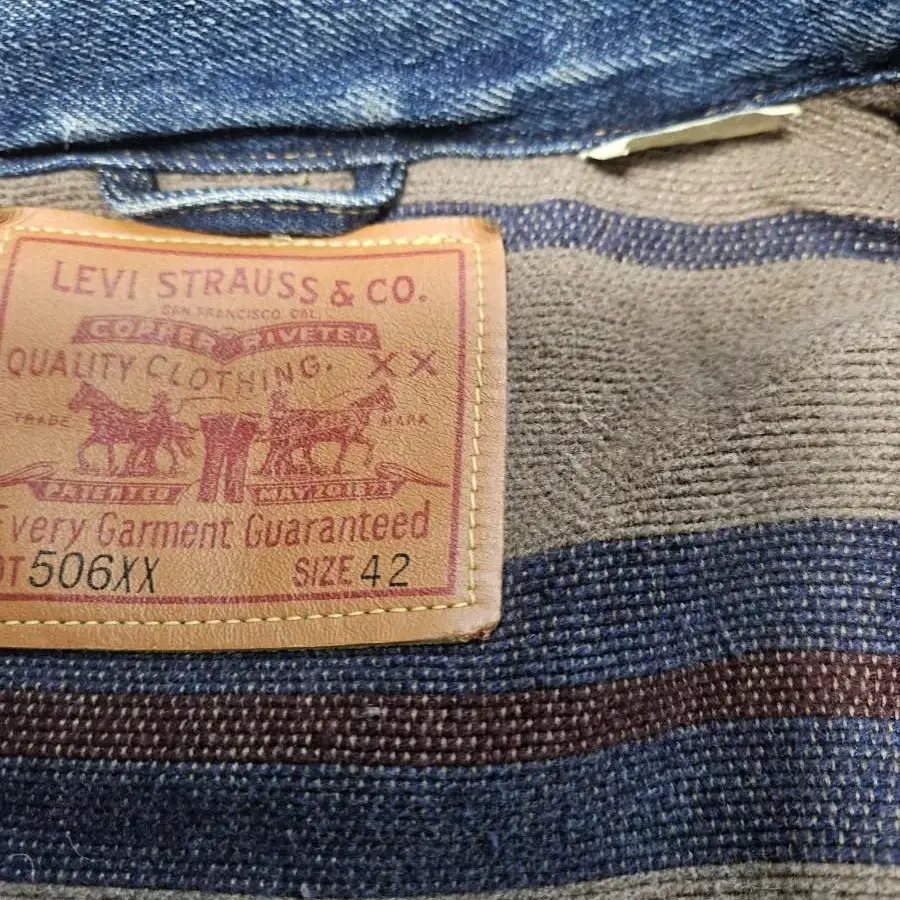 LEVI STRAUSS & CO.
SAN FRANCISCO, CAL.
COPPER RIVETED
QUALITY CLOTHING. XX
TRADE MARK
PATENTED MAY 20 1873
Every Garment Guaranteed
OT 506XX SIZE 42